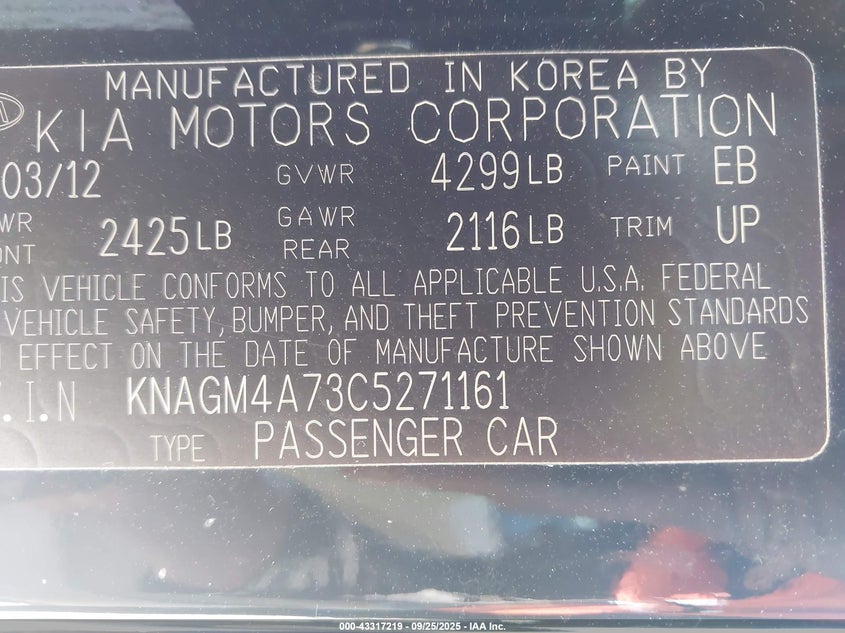 MANUFACTURED IN KOREA BY
KIA MOTORS CORPORATION
03/12 GVWR 4299LB PAINT EB
WR GAWR
NT 2425LB REAR 2116LB TRIM UP
IS VEHICLE CONFORMS TO ALL APPLICABLE U.S.A. FEDERAL
VEHICLE SAFETY, BUMPER, AND THEFT PREVENTION STANDARDS
EFFECT ON THE DATE OF MANUFACTURE SHOWN ABOVE
.I.N KNAGM4A73C5271161
TYPE PASSENGER CAR
000-43317219 - 09/25/2025 - IAA Inc.